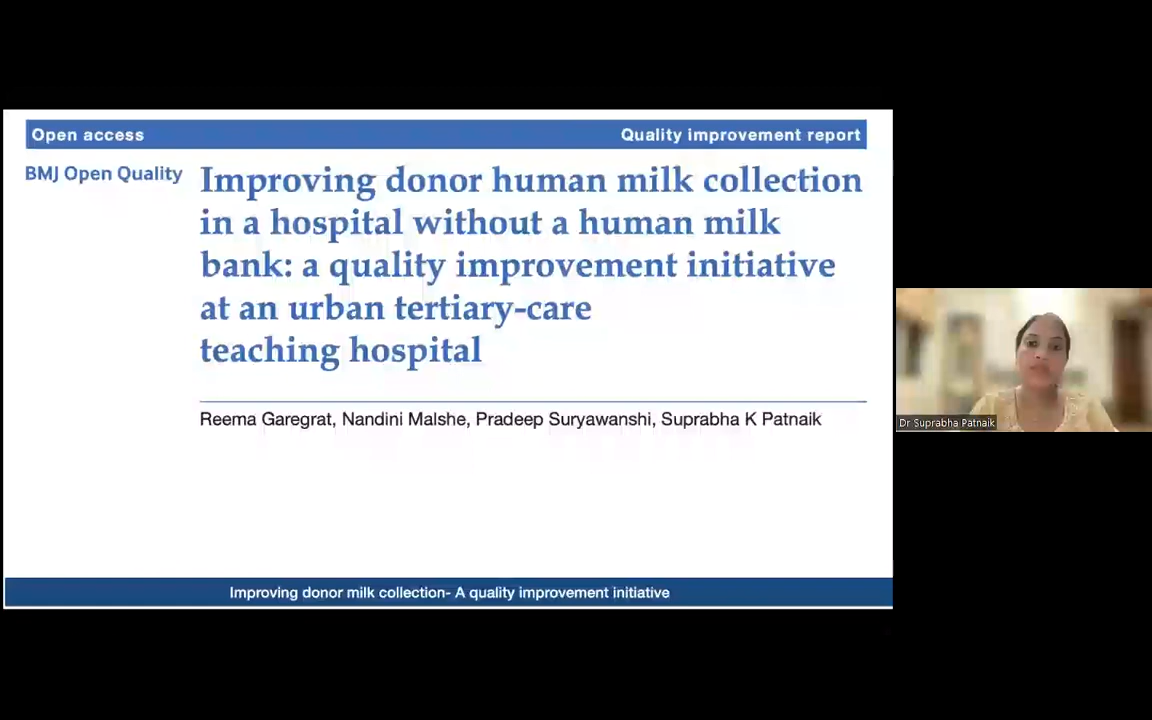 Open access
Quality improvement report
BMJ Open Quality
Improving donor human milk collection
in a hospital without a human milk
bank: a quality improvement initiative
at an urban tertiary-care
teaching hospital
Reema Garegrat, Nandini Malshe, Pradeep Suryawanshi, Suprabha K Patnaik
Dr Suprabha Patnaik
Improving donor milk collection- A quality improvement initiative